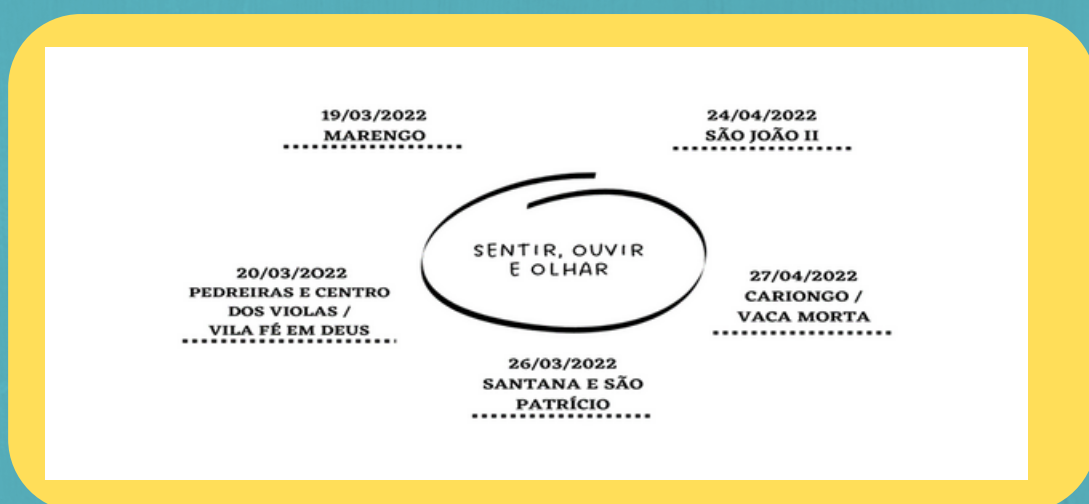 19/03/2022
MARENGO
24/04/2022
SÃO JOÃO II
SENTIR, OUVIR
E OLHAR
20/03/2022
PEDREIRAS E CENTRO
DOS VIOLAS /
VILA FÉ EM DEUS
27/04/2022
CARIONGO /
VACA MORTA
26/03/2022
SANTANA E SÃO
PATRÍCIO